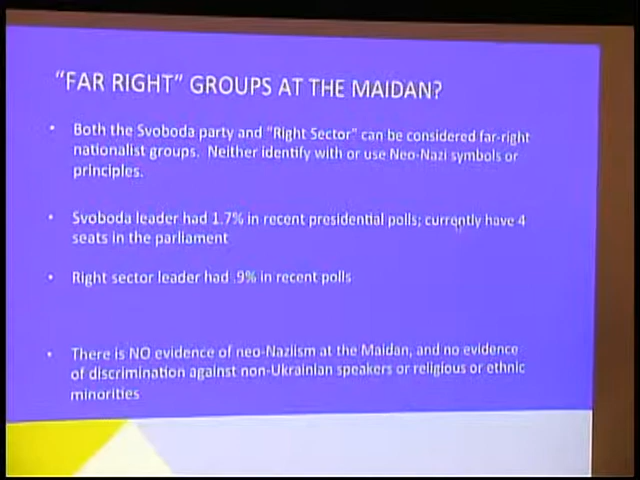 "FAR RIGHT" GROUPS AT THE MAIDAN?
• Both the Svoboda party and "Right Sector" can be considered far-right
nationalist groups. Neither identify with or use Neo-Nazi symbols or
principles.
• Svoboda leader had 1.7% in recent presidential polls; currently have 4
seats in the parliament
• Right sector leader had .9% in recent polls
• There is NO evidence of neo-Naziism at the Maidan, and no evidence
of discrimination against non-Ukrainian speakers or religious or ethnic
minorities